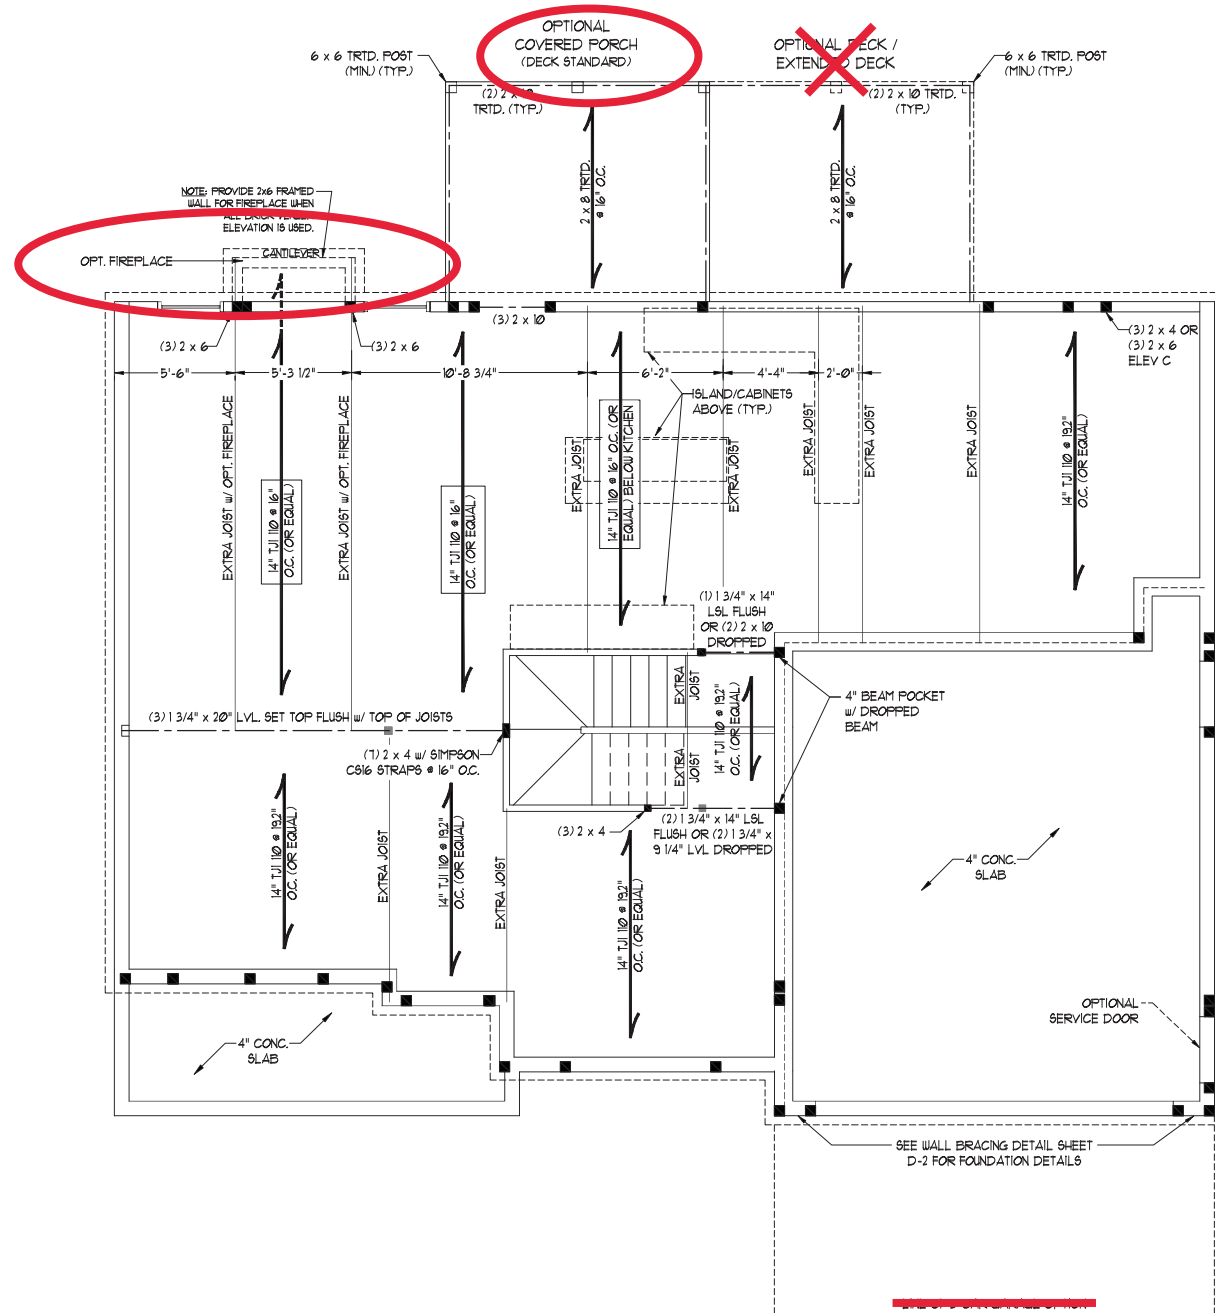 OPTIONAL
COVERED PORCH
(DECK STANDARD)
OPTIONAL DECK /
EXTENDED DECK
6 x 6 TRTD. POST
(MIN.) (TYP.)
6 x 6 TRTD. POST
(MIN.) (TYP.)
(2) 2 x 10
TRTD. (TYP.)
(2) 2 x 10 TRTD.
(TYP.)
2 x 8 TRTD.
@ 16" O.C.
2 x 8 TRTD.
@ 16" O.C.
NOTE: PROVIDE 2x6 FRAMED
WALL FOR FIREPLACE WHEN
ALL BRICK
ELEVATION IS USED.
CANTILEVER
OPT. FIREPLACE
(3) 2 x 6
(3) 2 x 6
(3) 2 x 10
(3) 2 x 4 OR
(3) 2 x 6
ELEV C
5'-6"
5'-3 1/2"
10'-8 3/4"
6'-2"
4'-4"
2'-0"
ISLAND/CABINETS
ABOVE (TYP.)
EXTRA JOIST w/ OPT. FIREPLACE
14" TJI 110 @ 16"
O.C. (OR EQUAL)
EXTRA JOIST w/ OPT. FIREPLACE
14" TJI 110 @ 16"
O.C. (OR EQUAL)
EXTRA JOIST
14" TJI 110 @ 16" O.C. (OR
EQUAL) BELOW KITCHEN
EXTRA JOIST
EXTRA JOIST
EXTRA JOIST
EXTRA JOIST
14" TJI 110 @ 19.2"
O.C. (OR EQUAL)
(1) 1 3/4" x 14"
LSL FLUSH
OR (2) 2 x 10
DROPPED
EXTRA
JOIST
14" TJI 110 @ 19.2"
O.C. (OR EQUAL)
4" BEAM POCKET
w/ DROPPED
BEAM
(3) 1 3/4" x 20" LVL. SET TOP FLUSH w/ TOP OF JOISTS
(7) 2 x 4 w/ SIMPSON
CS16 STRAPS @ 16" O.C.
EXTRA
JOIST
(3) 2 x 4
(2) 1 3/4" x 14" LSL
FLUSH OR (2) 1 3/4" x
9 1/4" LVL DROPPED
14" TJI 110 @ 19.2"
O.C. (OR EQUAL)
EXTRA JOIST
14" TJI 110 @ 19.2"
O.C. (OR EQUAL)
EXTRA JOIST
14" TJI 110 @ 19.2"
O.C. (OR EQUAL)
4" CONC.
SLAB
4" CONC.
SLAB
OPTIONAL
SERVICE DOOR
SEE WALL BRACING DETAIL SHEET
D-2 FOR FOUNDATION DETAILS